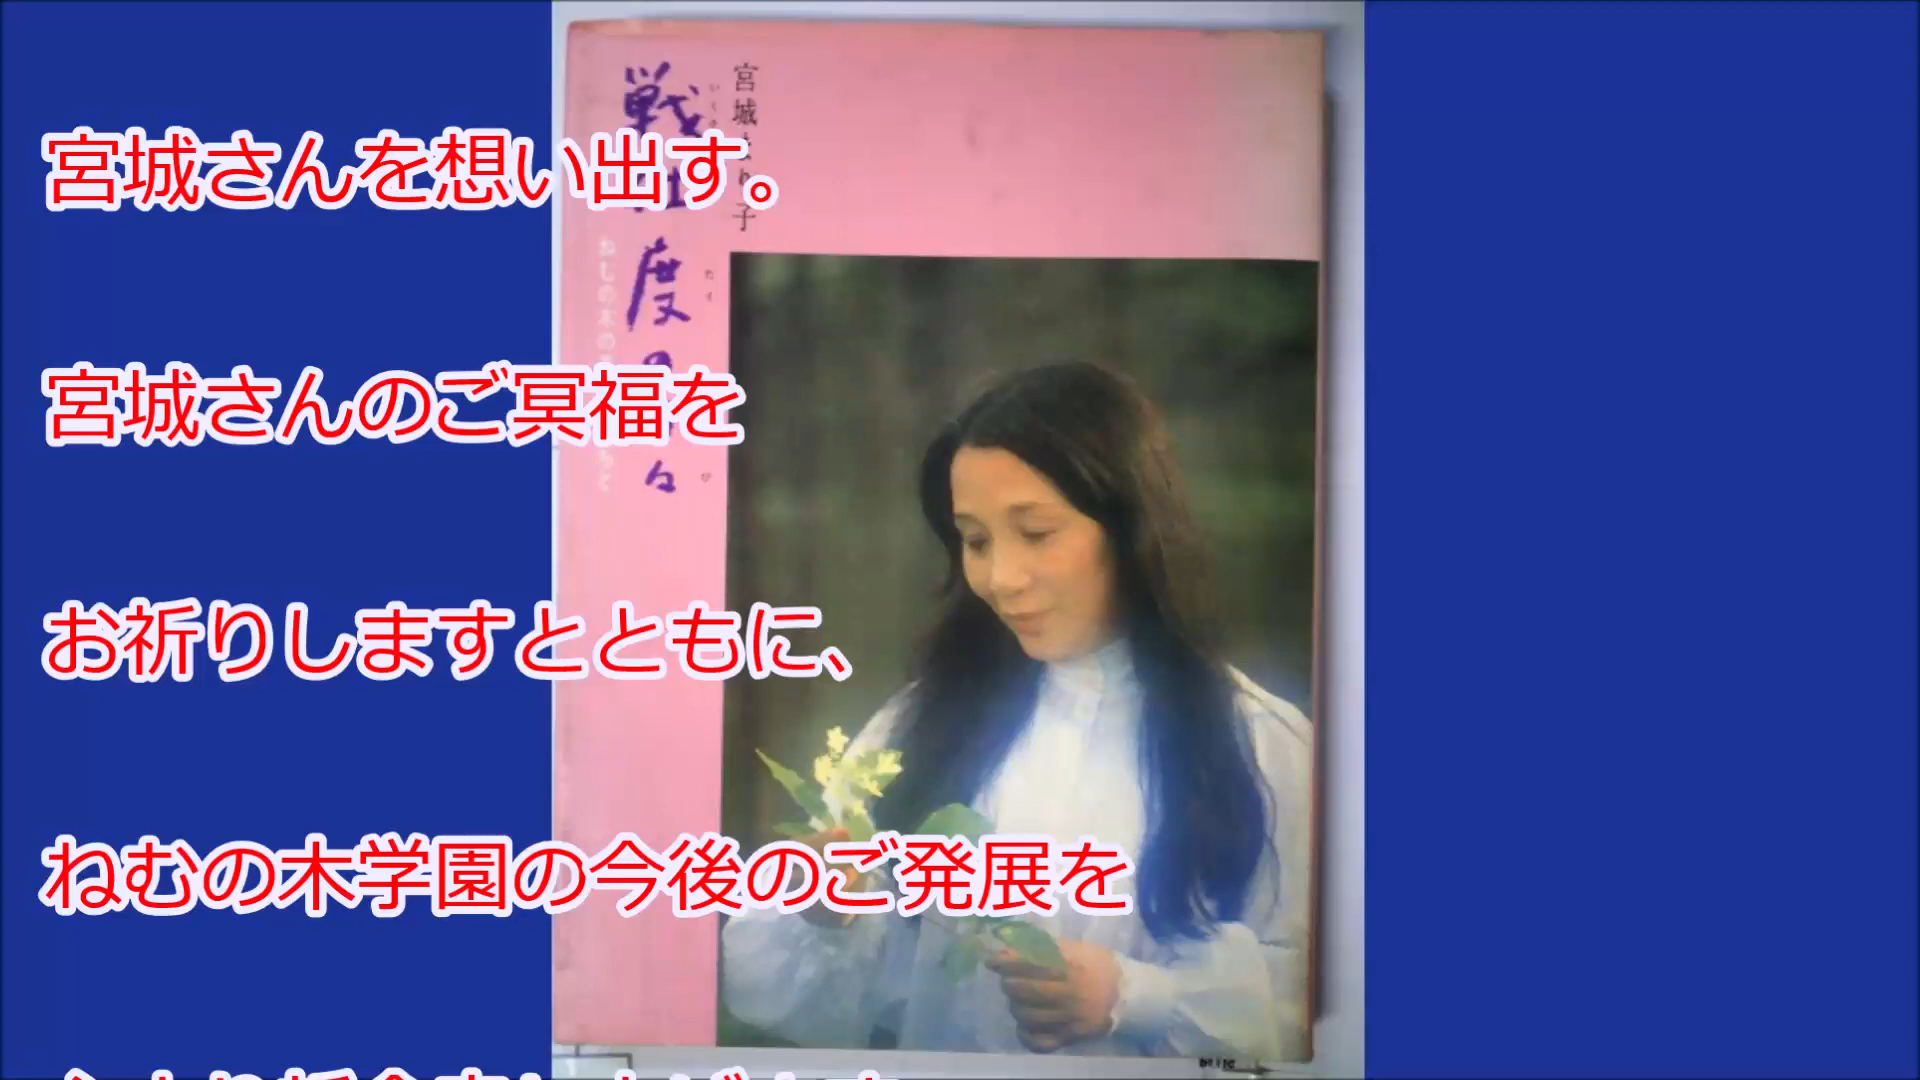 宮城さんを想い出す。
宮城さんのご冥福を
お祈りしますとともに、
ねむの木学園の今後のご発展を
宮城まり子